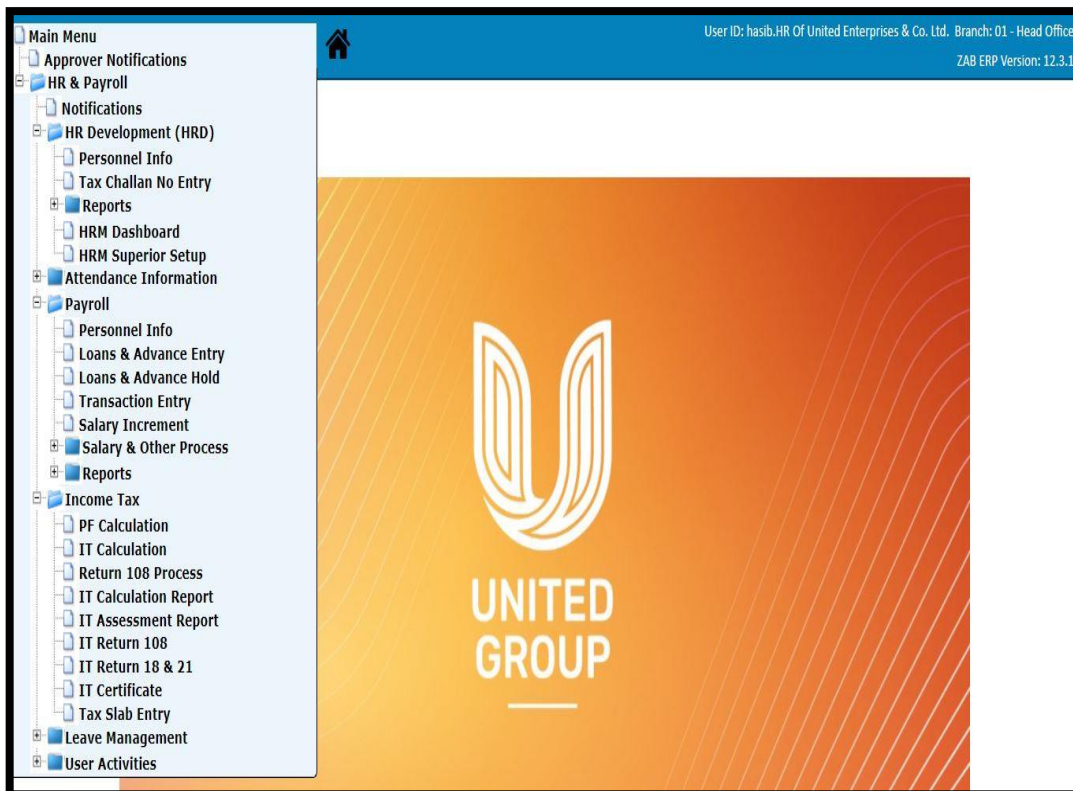 Main Menu
Approver Notifications
HR & Payroll
Notifications
HR Development (HRD)
Personnel Info
Tax Challan No Entry
Reports
HRM Dashboard
HRM Superior Setup
Attendance Information
Payroll
Personnel Info
Loans & Advance Entry
Loans & Advance Hold
Transaction Entry
Salary Increment
Salary & Other Process
Reports
Income Tax
PF Calculation
IT Calculation
Return 108 Process
IT Calculation Report
IT Assessment Report
IT Return 108
IT Return 18 & 21
IT Certificate
Tax Slab Entry
Leave Management
User Activities
User ID: hasib.HR Of United Enterprises & Co. Ltd. Branch: 01 - Head Office
ZAB ERP Version: 12.3.1
UNITED
GROUP